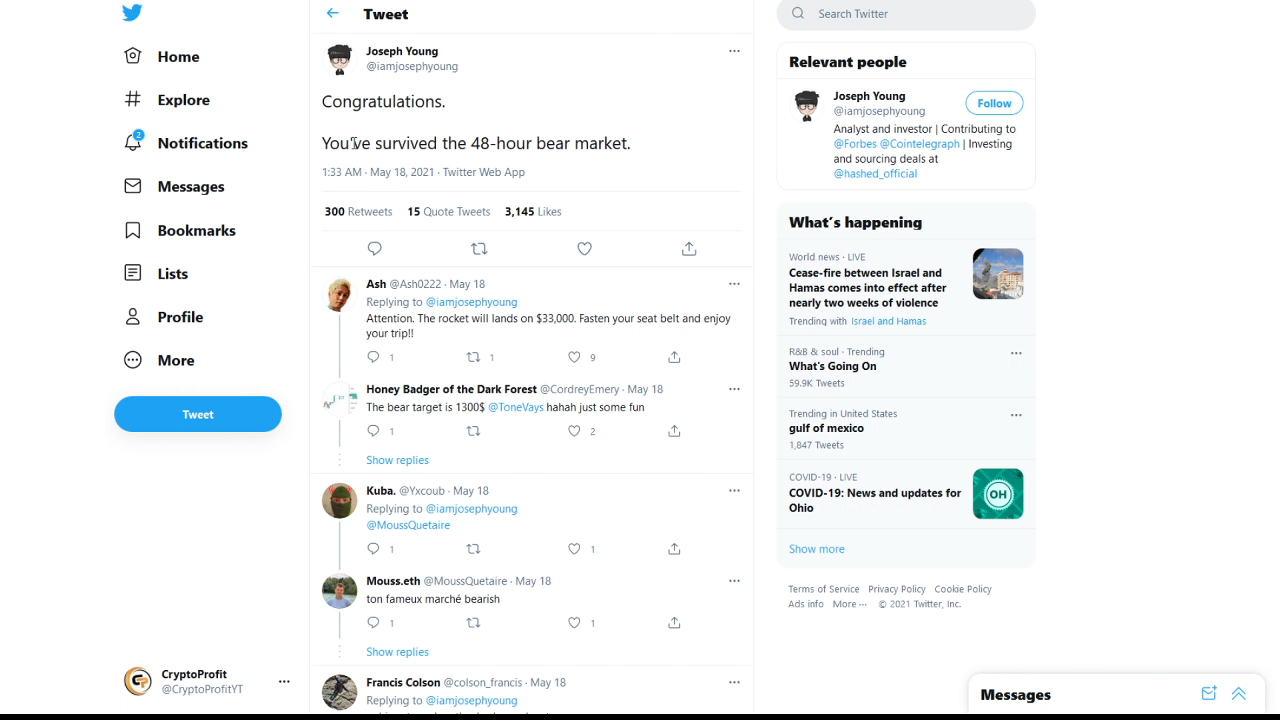 Home
Explore
2
Notifications
Messages
Bookmarks
Lists
Profile
More
Tweet
CryptoProfit
@CryptoProfitYT
Tweet
Joseph Young
@iamjosephyoung
Congratulations.
You've survived the 48-hour bear market.
1:33 AM · May 18, 2021 · Twitter Web App
300 Retweets 15 Quote Tweets 3,145 Likes
Ash @Ash0222 · May 18
Replying to @iamjosephyoung
Attention. The rocket will lands on $33,000. Fasten your seat belt and enjoy
your trip!!
1 1 9
Honey Badger of the Dark Forest @CordreyEmery · May 18
The bear target is 1300$ @ToneVays hahah just some fun
1 2
Show replies
Kuba. @Yxcoub · May 18
Replying to @iamjosephyoung
@MoussQuetaire
1 1
Mouss.eth @MoussQuetaire · May 18
ton fameux marché bearish
1 1
Show replies
Francis Colson @colson_francis · May 18
Replying to @iamjosephyoung
Search Twitter
Relevant people
Joseph Young
@iamjosephyoung
Follow
Analyst and investor | Contributing to
@Forbes @Cointelegraph | Investing
and sourcing deals at
@hashed_official
What's happening
World news · LIVE
Cease-fire between Israel and
Hamas comes into effect after
nearly two weeks of violence
Trending with Israel and Hamas
R&B & soul · Trending
What's Going On
59.9K Tweets
Trending in United States
gulf of mexico
1,847 Tweets
COVID-19 · LIVE
COVID-19: News and updates for
Ohio
OH
Show more
Terms of Service Privacy Policy Cookie Policy
Ads info More ··· © 2021 Twitter, Inc.
Messages